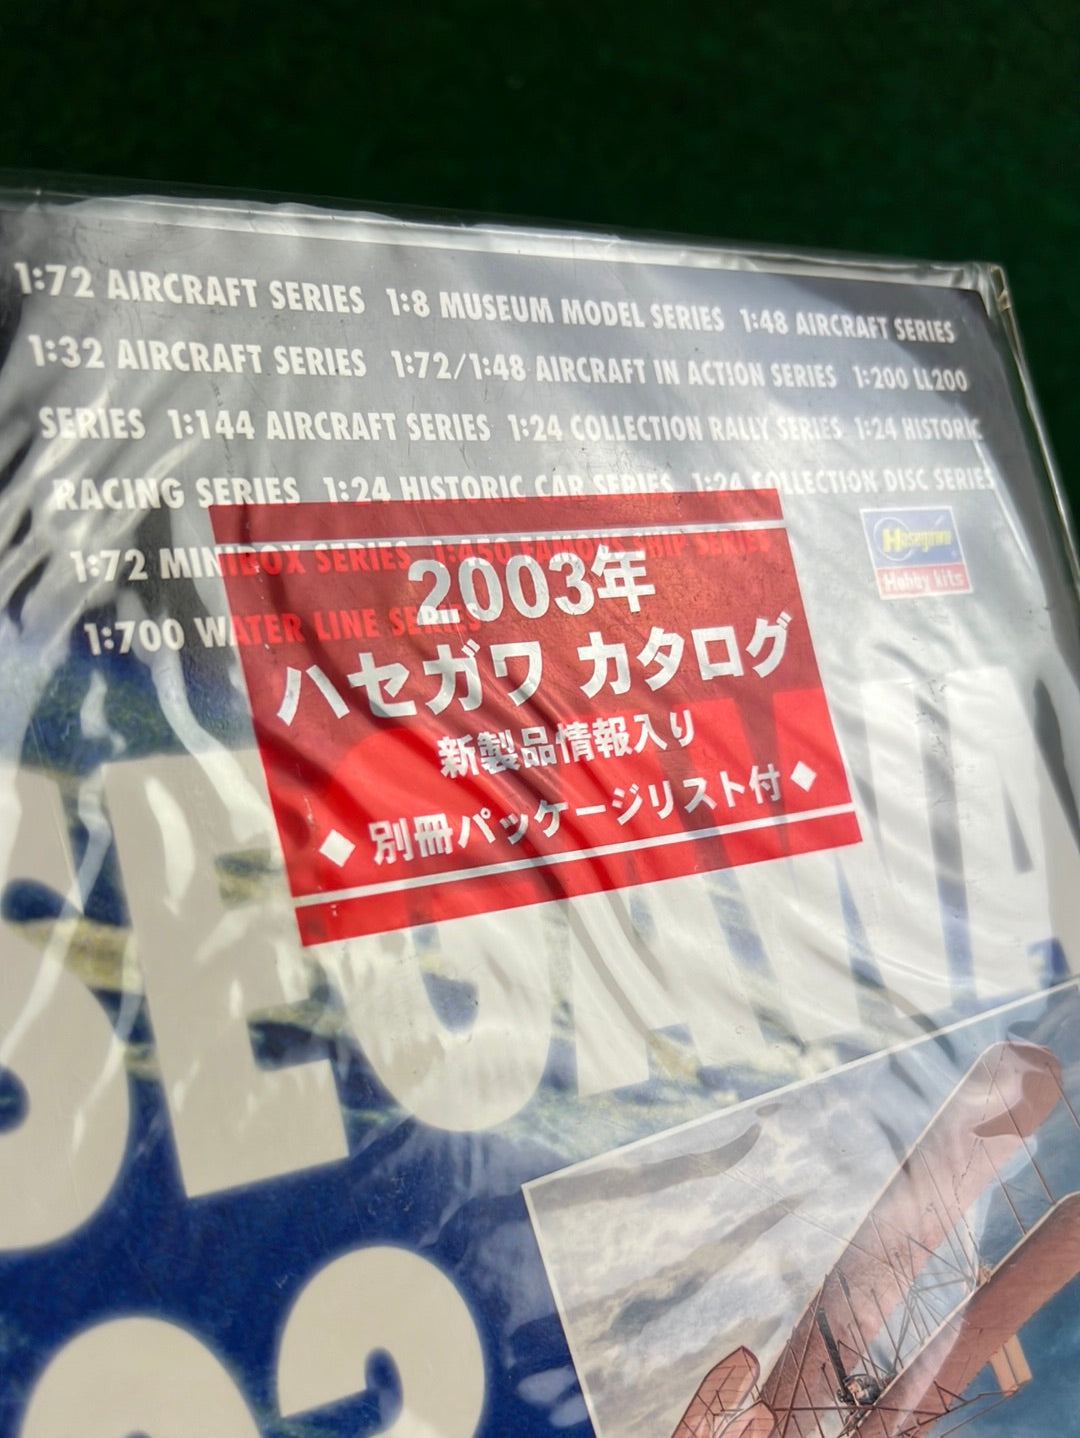 1:72 AIRCRAFT SERIES 1:8 MUSEUM MODEL SERIES 1:48 AIRCRAFT SERIES
1:32 AIRCRAFT SERIES 1:72/1:48 AIRCRAFT IN ACTION SERIES 1:200 LL200
SERIES 1:144 AIRCRAFT SERIES 1:24 COLLECTION RALLY SERIES 1:24 HISTORIC
RACING SERIES 1:24 HISTORIC CAR SERIES 1:24 COLLECTION DISC SERIES
1:72 MINIBOX SERIES 1:450 FAMOUS SHIP SERIES
1:700 WATER LINE SERIES
Hasegawa
Hobby kits
2003年
ハセガワ カタログ
新製品情報入り
◆ 別冊パッケージリスト付 ◆
SEGAWA
03